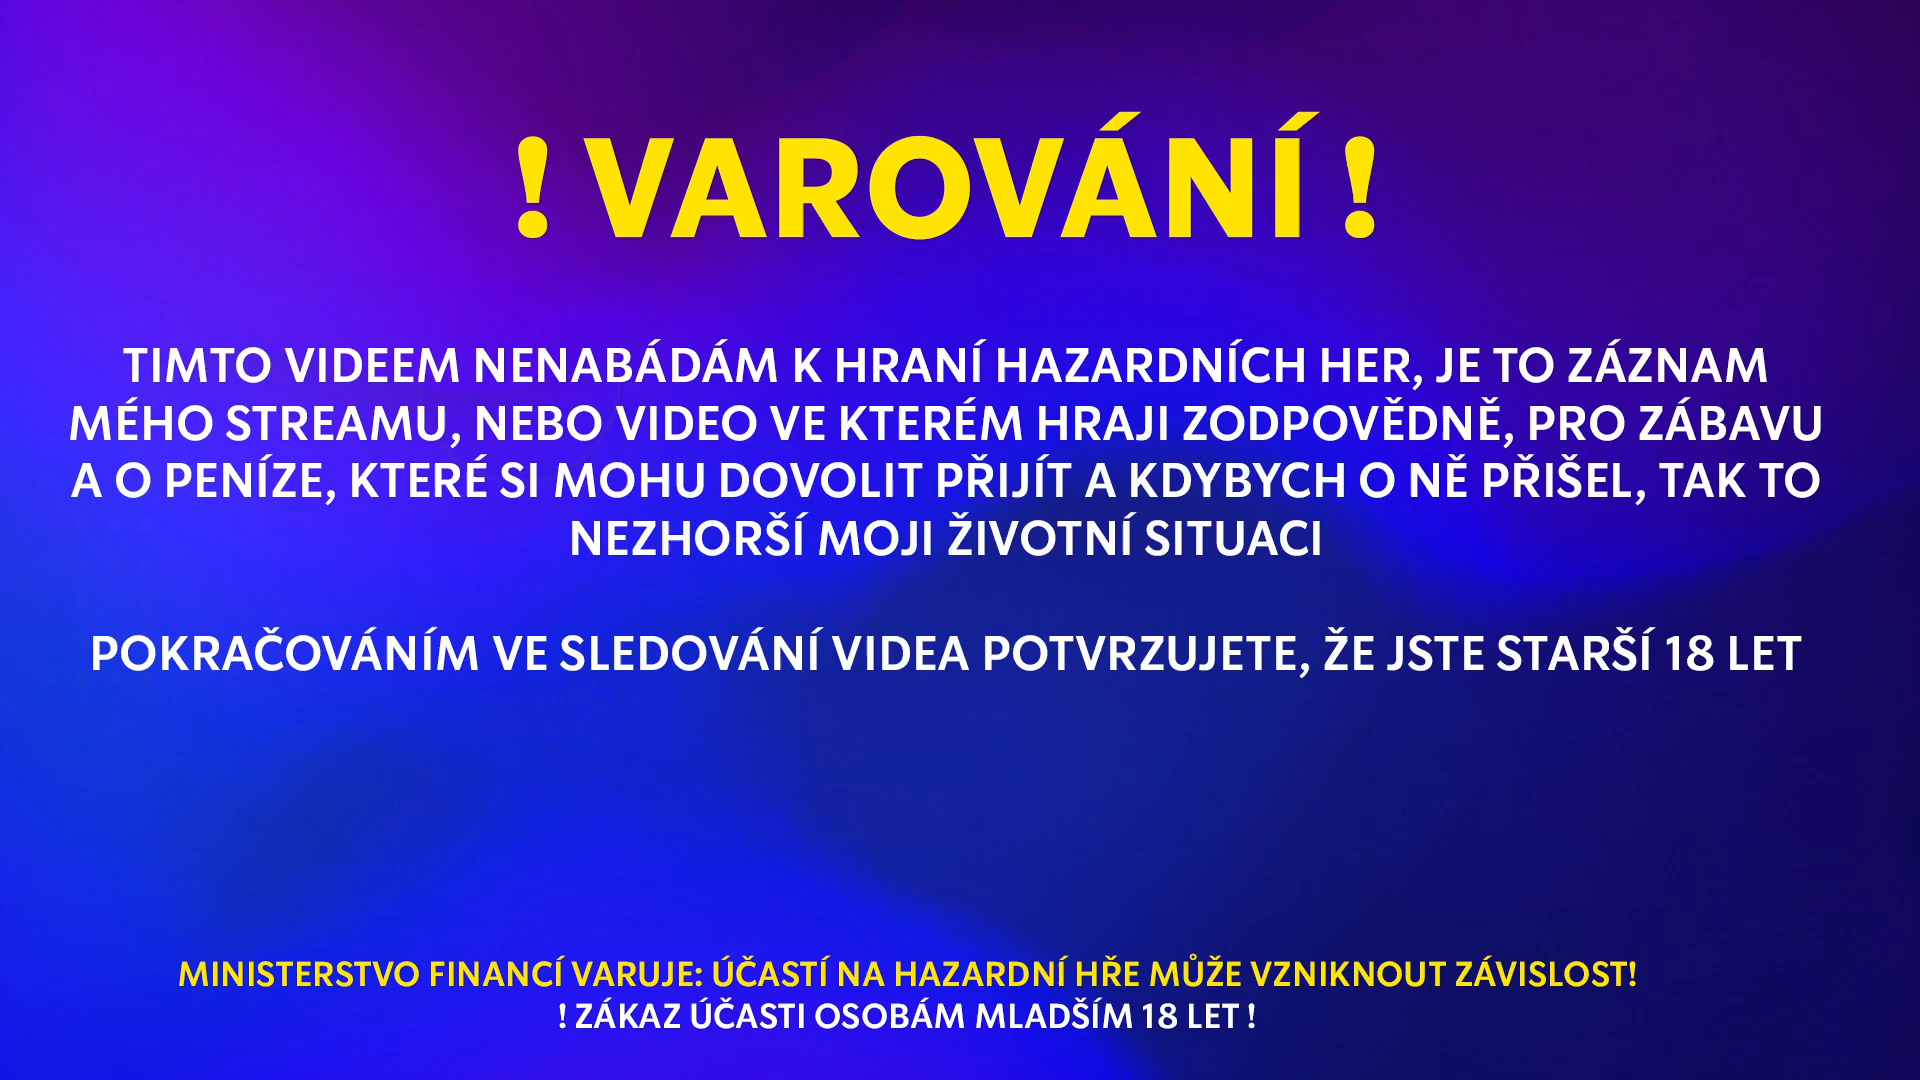 ! VAROVÁNÍ !
TIMTO VIDEEM NENABÁDÁM K HRANÍ HAZARDNÍCH HER, JE TO ZÁZNAM
MÉHO STREAMU, NEBO VIDEO VE KTERÉM HRAJI ZODPOVĚDNĚ, PRO ZÁBAVU
A O PENÍZE, KTERÉ SI MOHU DOVOLIT PŘIJÍT A KDYBYCH O NĚ PŘIŠEL, TAK TO
NEZHORŠÍ MOJI ŽIVOTNÍ SITUACI
POKRAČOVÁNÍM VE SLEDOVÁNÍ VIDEA POTVRZUJETE, ŽE JSTE STARŠÍ 18 LET
MINISTERSTVO FINANCÍ VARUJE: ÚČASTÍ NA HAZARDNÍ HŘE MŮŽE VZNIKNOUT ZÁVISLOST!
! ZÁKAZ ÚČASTI OSOBÁM MLADŠÍM 18 LET !